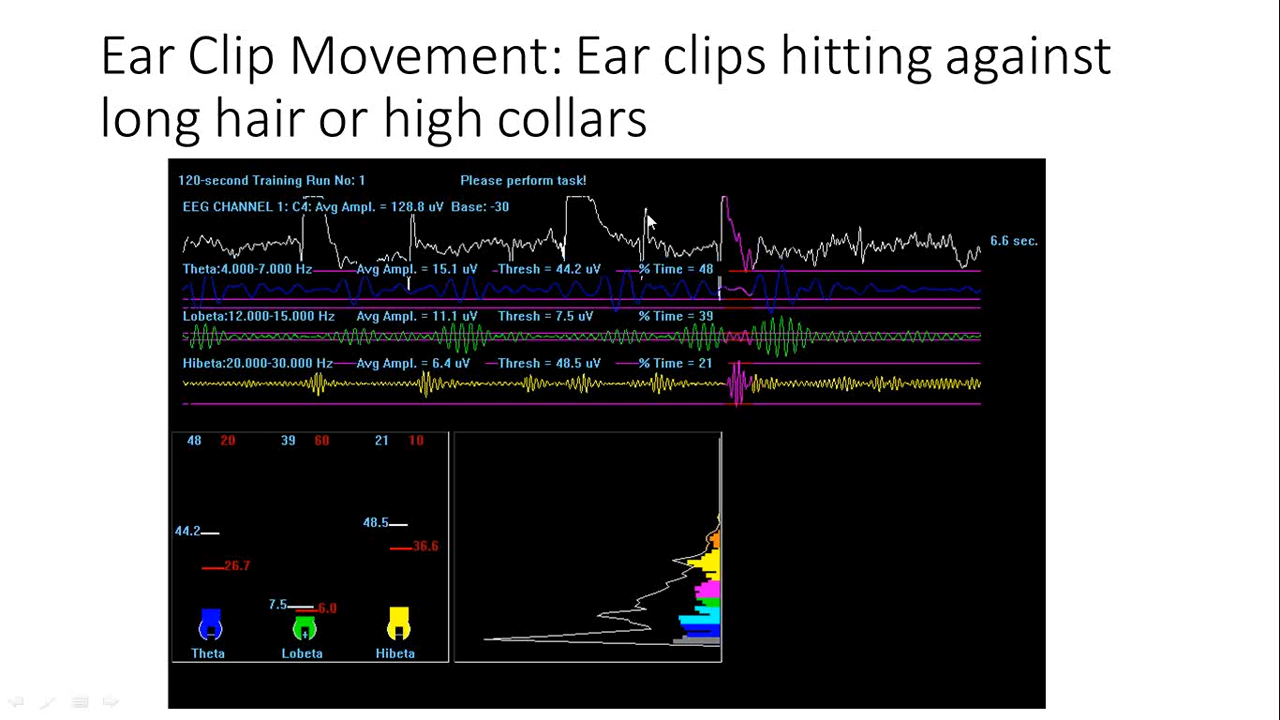 Ear Clip Movement: Ear clips hitting against
long hair or high collars
120-second Training Run No: 1 Please perform task!
EEG CHANNEL 1: C4: Avg Ampl. = 128.8 uV Base: -30
6.6 sec.
Theta:4.000-7.000 Hz Avg Ampl. = 15.1 uV Thresh = 44.2 uV % Time = 48
Lobeta:12.000-15.000 Hz Avg Ampl. = 11.1 uV Thresh = 7.5 uV % Time = 39
Hibeta:20.000-30.000 Hz Avg Ampl. = 6.4 uV Thresh = 48.5 uV % Time = 21
48 20 39 60 21 10
48.5
44.2
36.6
26.7
7.5 6.0
Theta Lobeta Hibeta